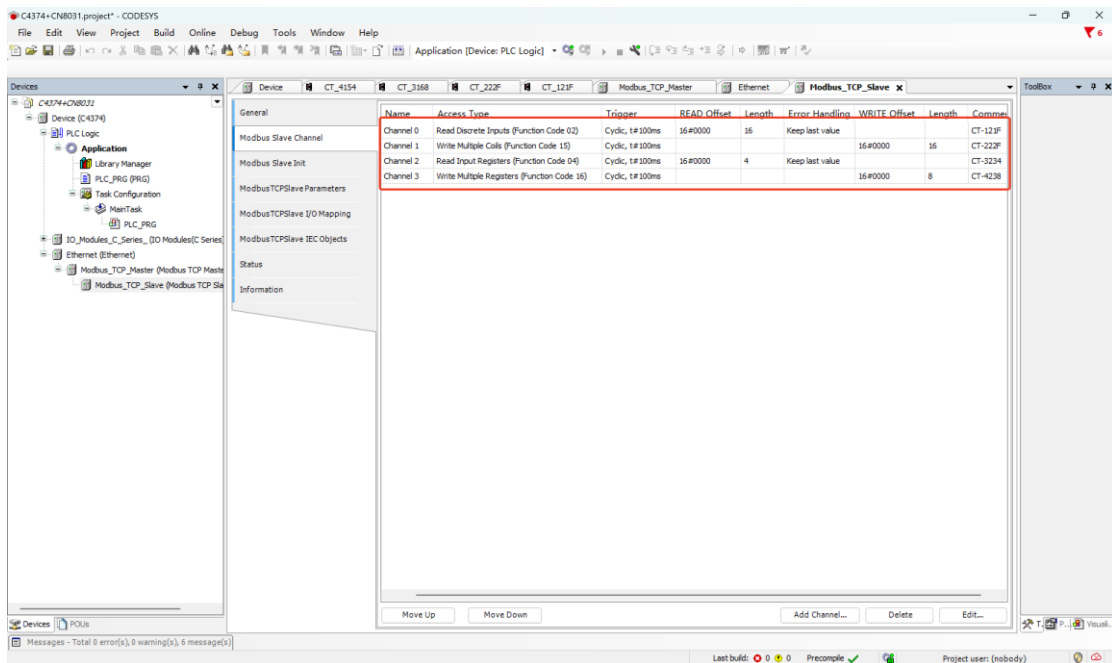 C4374+CN8031.project* - CODESYS
File Edit View Project Build Online Debug Tools Window Help
6
Application [Device: PLC Logic]
Devices
C4374+CN8031
Device (C4374)
PLC Logic
Application
Library Manager
PLC_PRG (PRG)
Task Configuration
MainTask
PLC_PRG
IO_Modules_C_Series_ (IO Modules(C Series
Ethernet (Ethernet)
Modbus_TCP_Master (Modbus TCP Maste
Modbus_TCP_Slave (Modbus TCP Sla
Devices POUs
Device CT_4154 CT_3168 CT_222F CT_121F Modbus_TCP_Master Ethernet Modbus_TCP_Slave
General
Modbus Slave Channel
Modbus Slave Init
ModbusTCPSlave Parameters
ModbusTCPSlave I/O Mapping
ModbusTCPSlave IEC Objects
Status
Information
Name Access Type Trigger READ Offset Length Error Handling WRITE Offset Length Commen
Channel 0 Read Discrete Inputs (Function Code 02) Cyclic, t#100ms 16#0000 16 Keep last value CT-121F
Channel 1 Write Multiple Coils (Function Code 15) Cyclic, t#100ms 16#0000 16 CT-222F
Channel 2 Read Input Registers (Function Code 04) Cyclic, t#100ms 16#0000 4 Keep last value CT-3234
Channel 3 Write Multiple Registers (Function Code 16) Cyclic, t#100ms 16#0000 8 CT-4238
Move Up Move Down Add Channel... Delete Edit...
ToolBox
T. P... Visuali..
Messages - Total 0 error(s), 0 warning(s), 6 message(s)
Last build: 0 0 Precompile Project user: (nobody)